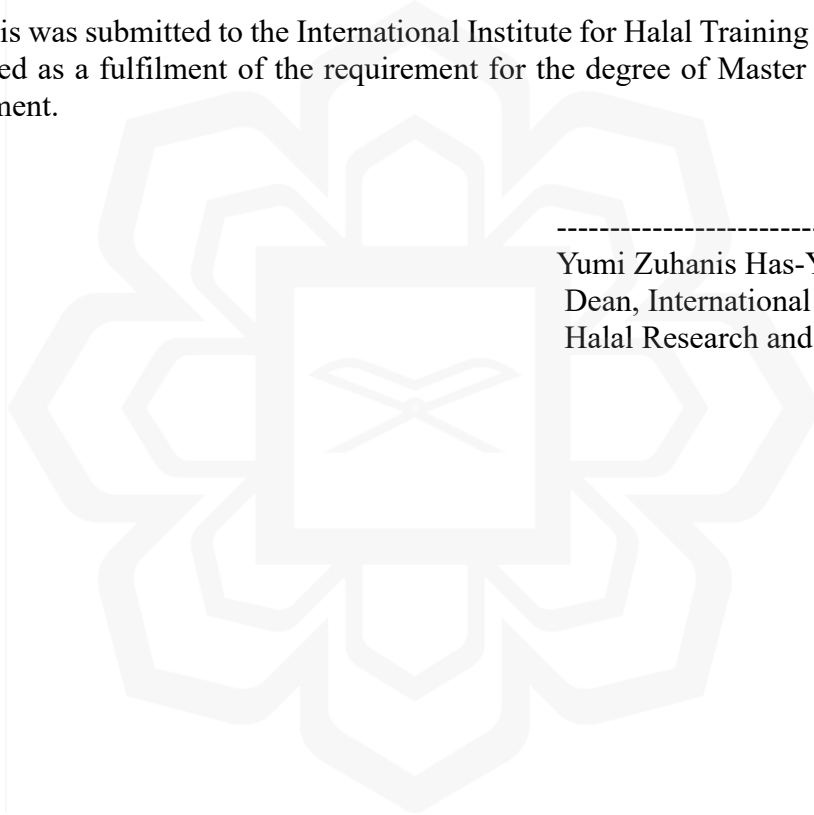 is was submitted to the International Institute for Halal Training
ed as a fulfilment of the requirement for the degree of Master
ment.
------------------------
Yumi Zuhanis Has-Y
Dean, International
Halal Research and